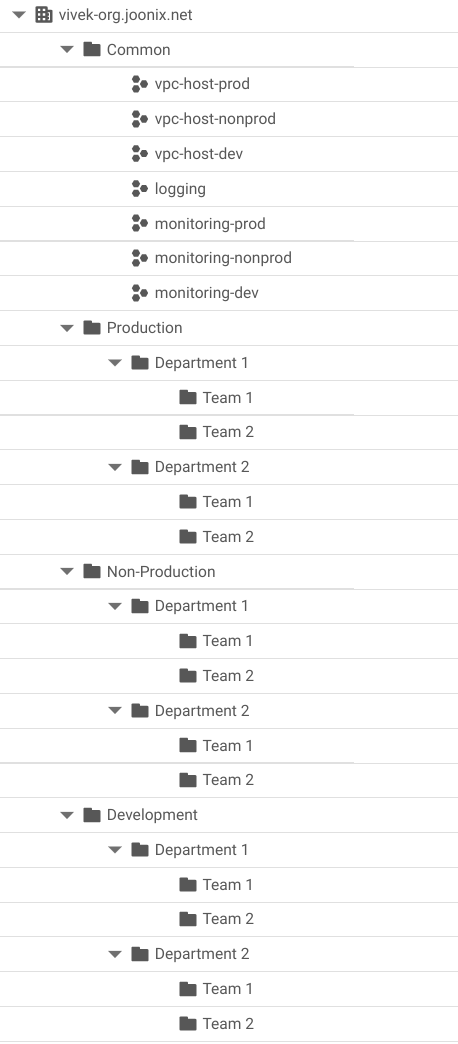 vivek-org.joonix.net
Common
vpc-host-prod
vpc-host-nonprod
vpc-host-dev
logging
monitoring-prod
monitoring-nonprod
monitoring-dev
Production
Department 1
Team 1
Team 2
Department 2
Team 1
Team 2
Non-Production
Department 1
Team 1
Team 2
Department 2
Team 1
Team 2
Development
Department 1
Team 1
Team 2
Department 2
Team 1
Team 2